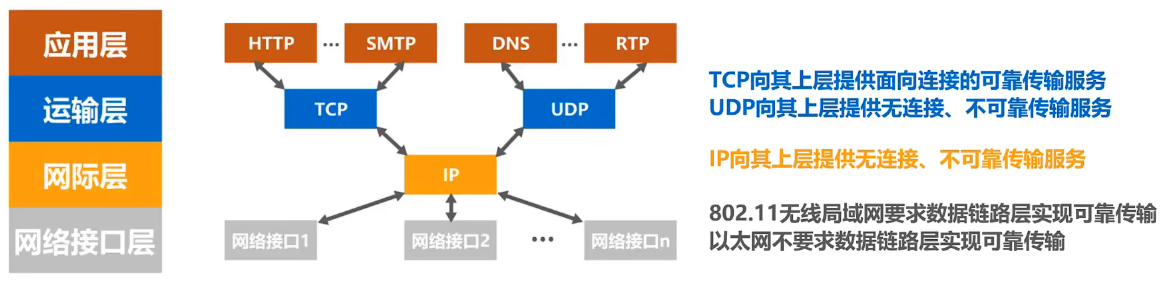 应用层
HTTP ··· SMTP DNS ··· RTP
运输层
TCP UDP
TCP向其上层提供面向连接的可靠传输服务
UDP向其上层提供无连接、不可靠传输服务
网际层
IP
IP向其上层提供无连接、不可靠传输服务
网络接口层
网络接口1 网络接口2 ··· 网络接口n
802.11无线局域网要求数据链路层实现可靠传输
以太网不要求数据链路层实现可靠传输